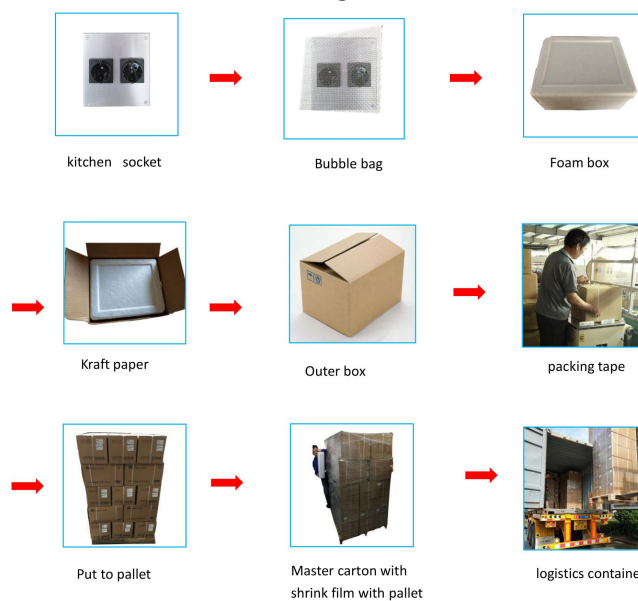 kitchen socket
Bubble bag
Foam box
Kraft paper
Outer box
packing tape
Put to pallet
Master carton with
shrink film with pallet
logistics containe